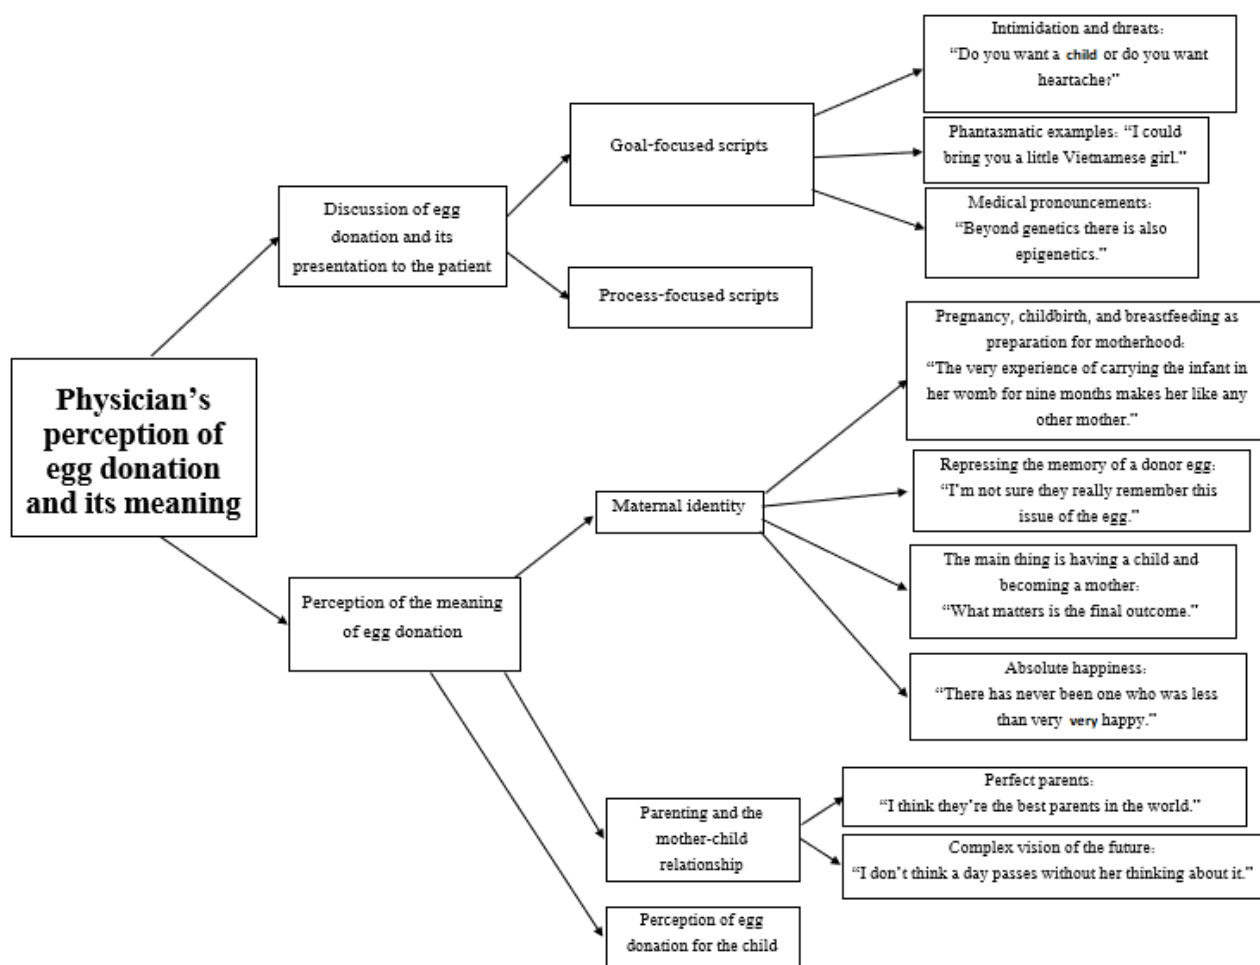 Physician’s
perception of
egg donation
and its meaning
Discussion of egg
donation and its
presentation to the patient
Goal-focused scripts
Intimidation and threats:
“Do you want a child or do you want
heartache?”
Phantasmatic examples: “I could
bring you a little Vietnamese girl.”
Medical pronouncements:
“Beyond genetics there is also
epigenetics.”
Process-focused scripts
Perception of the meaning
of egg donation
Maternal identity
Pregnancy, childbirth, and breastfeeding as
preparation for motherhood:
“The very experience of carrying the infant in
her womb for nine months makes her like any
other mother.”
Repressing the memory of a donor egg:
“I’m not sure they really remember this
issue of the egg.”
The main thing is having a child and
becoming a mother:
“What matters is the final outcome.”
Absolute happiness:
“There has never been one who was less
than very very happy.”
Parenting and the
mother-child
relationship
Perfect parents:
“I think they’re the best parents in the world.”
Complex vision of the future:
“I don’t think a day passes without her thinking about it.”
Perception of egg
donation for the child